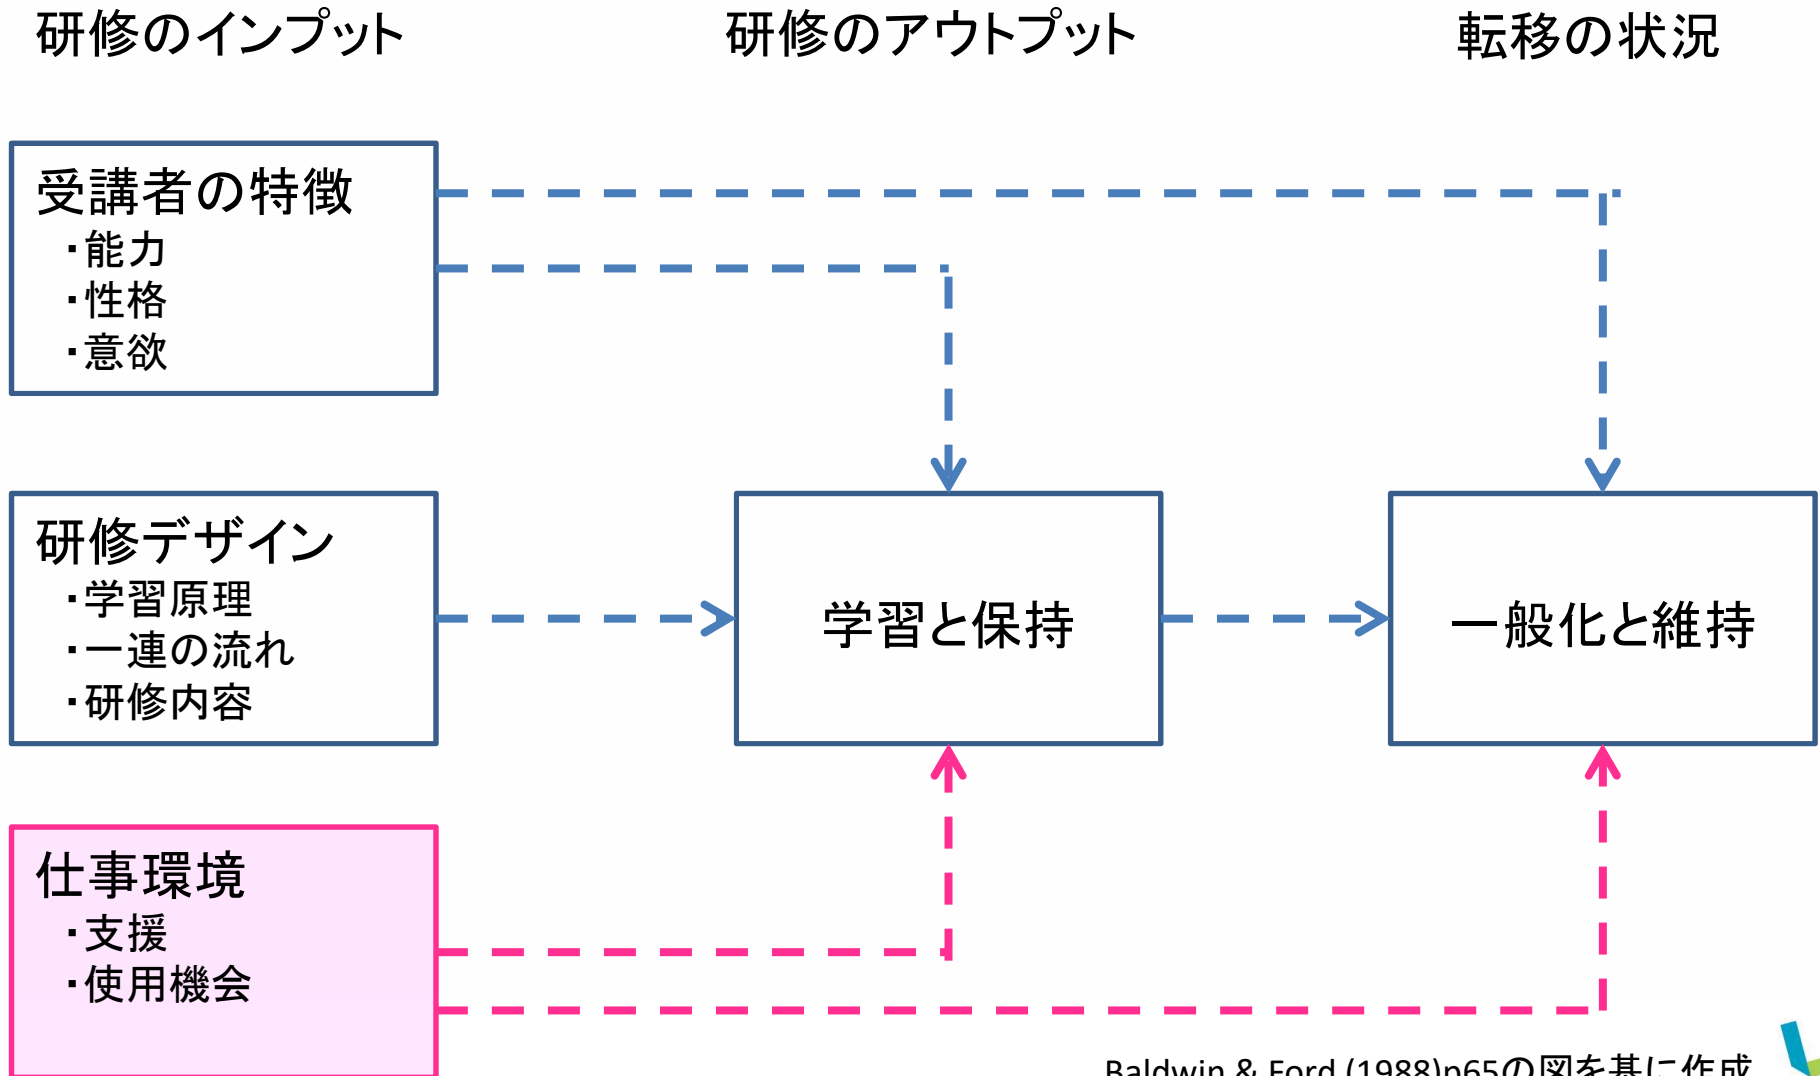 研修のインプット
研修のアウトプット
転移の状況
受講者の特徴
・能力
・性格
・意欲
研修デザイン
・学習原理
・一連の流れ
・研修内容
学習と保持
一般化と維持
仕事環境
・支援
・使用機会
Baldwin & Ford (1988)p65の図を基に作成